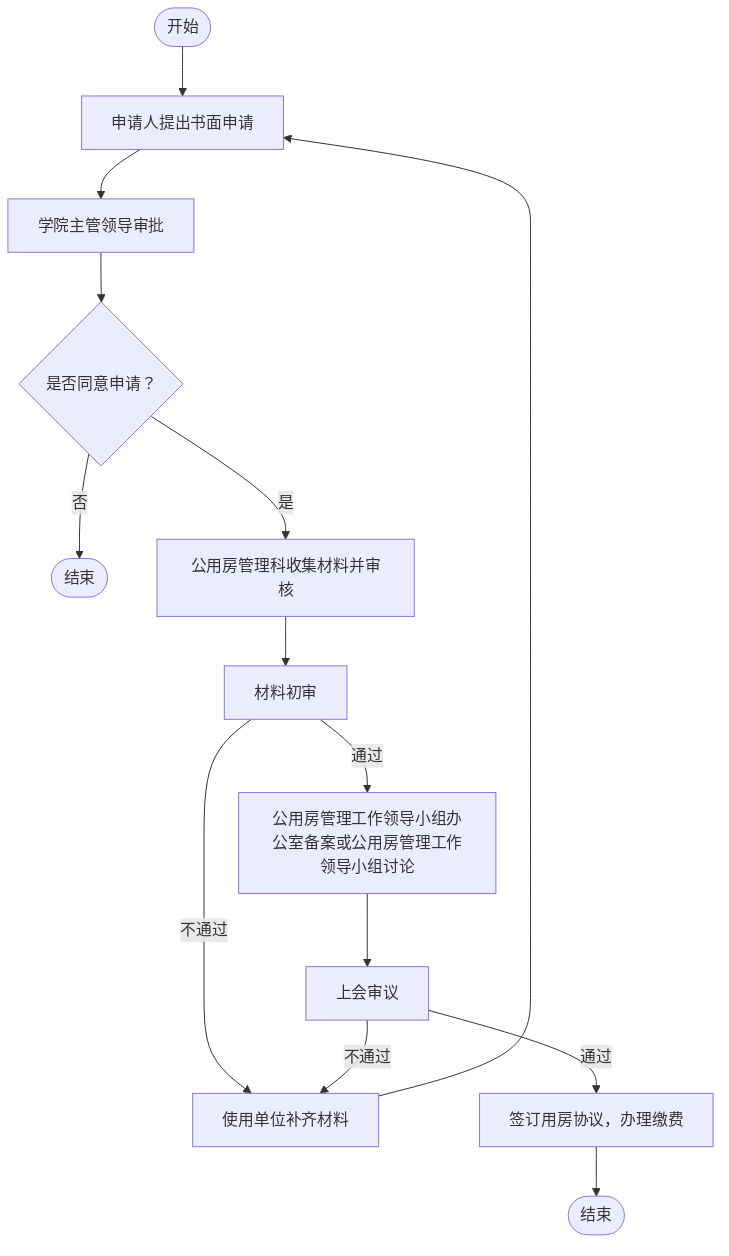 开始
申请人提出书面申请
学院主管领导审批
是否同意申请？
否
是
公用房管理科收集材料并审
核
结束
材料初审
通过
公用房管理工作领导小组办
公室备案或公用房管理工作
领导小组讨论
不通过
上会审议
不通过
通过
使用单位补齐材料
签订用房协议，办理缴费
结束